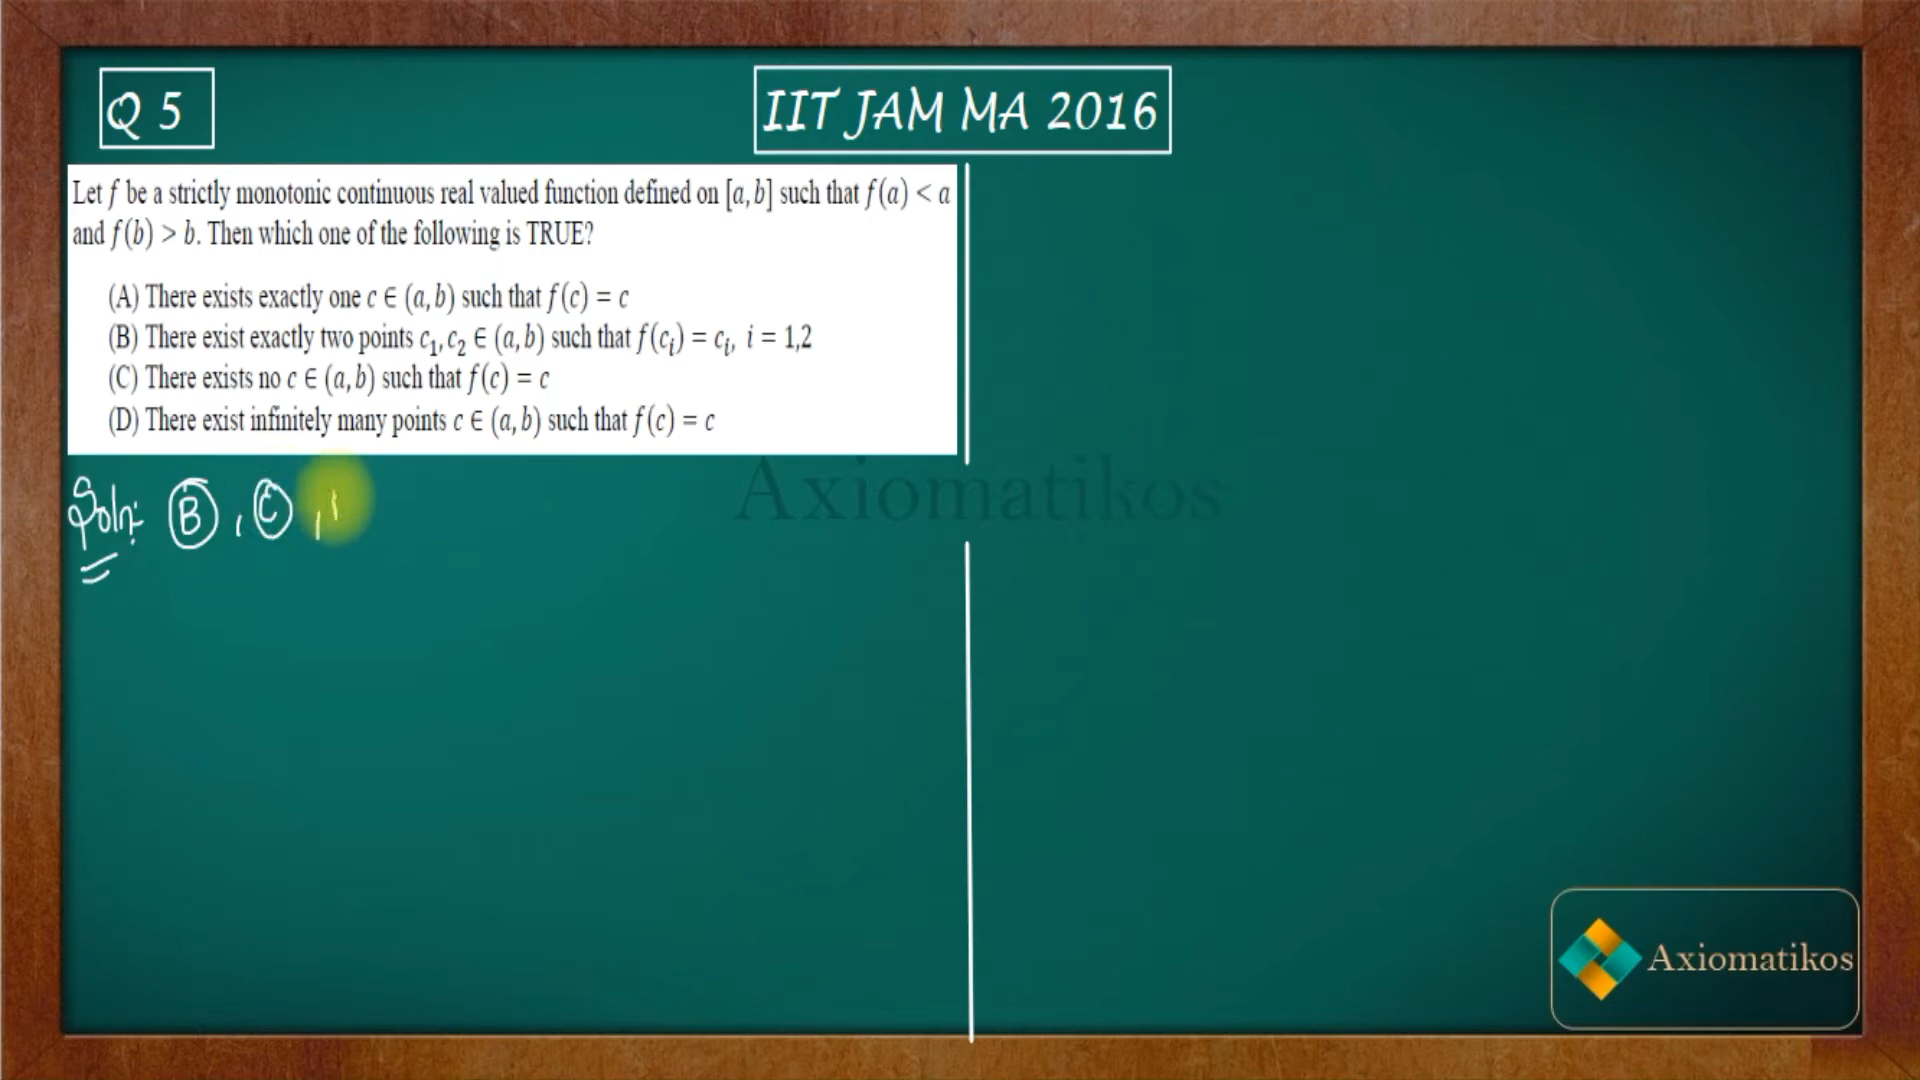 Q 5
IIT JAM MA 2016
Let f be a strictly monotonic continuous real valued function defined on [a, b] such that f(a) < a
and f(b) > b. Then which one of the following is TRUE?
(A) There exists exactly one c ∈ (a, b) such that f(c) = c
(B) There exist exactly two points c₁, c₂ ∈ (a, b) such that f(cᵢ) = cᵢ, i = 1,2
(C) There exists no c ∈ (a, b) such that f(c) = c
(D) There exist infinitely many points c ∈ (a, b) such that f(c) = c
Axiomatikos
Soln: B, C,
Axiomatikos